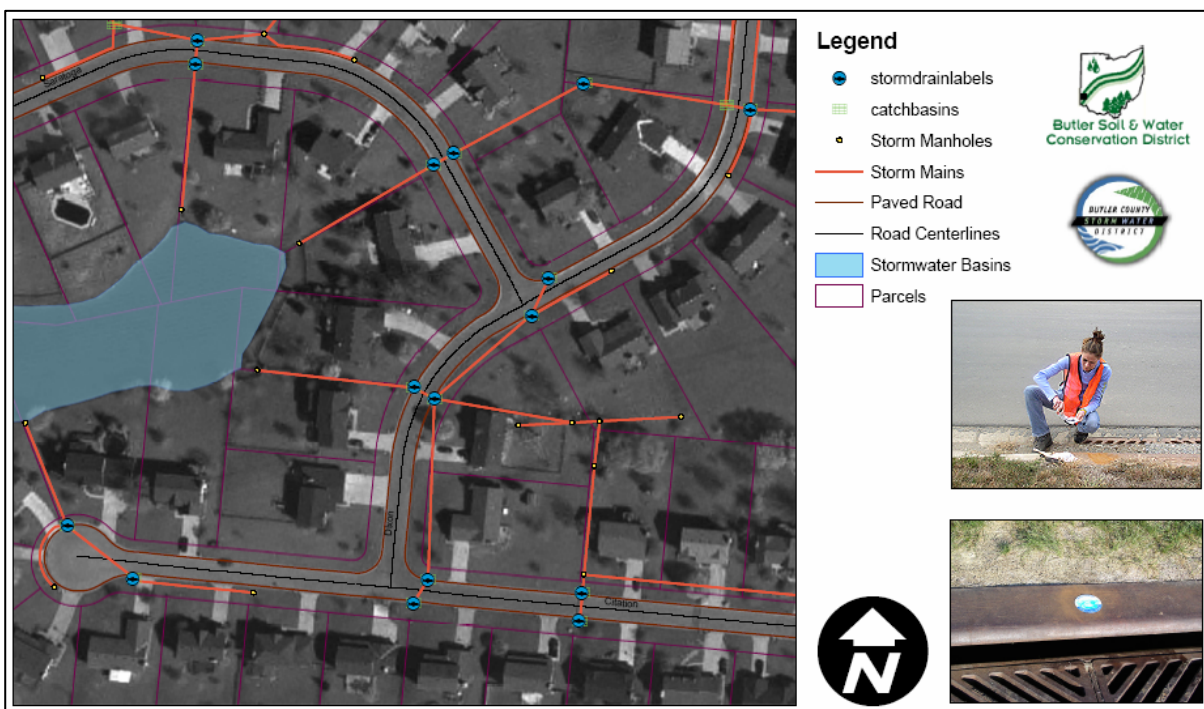 Saratoga
Dixon
Citation
Legend
stormdrainlabels
catchbasins
Storm Manholes
Storm Mains
Paved Road
Road Centerlines
Stormwater Basins
Parcels
Butler Soil & Water
Conservation District
BUTLER COUNTY
STORM WATER
DISTRICT
N